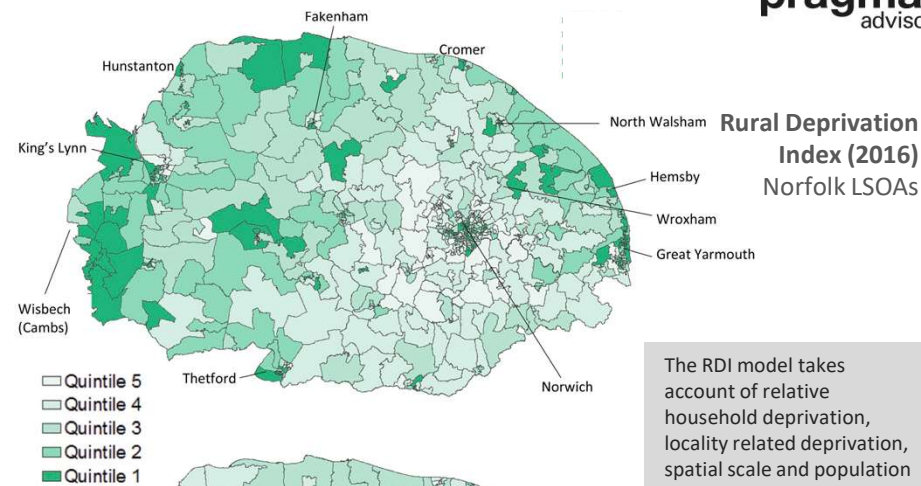 Fakenham
Cromer
Hunstanton
North Walsham
King's Lynn
Hemsby
Wroxham
Great Yarmouth
Wisbech
(Cambs)
Thetford
Norwich
Quintile 5
Quintile 4
Quintile 3
Quintile 2
Quintile 1
advisc
Rural Deprivation
Index (2016)
Norfolk LSOAs
The RDI model takes
account of relative
household deprivation,
locality related deprivation,
spatial scale and population